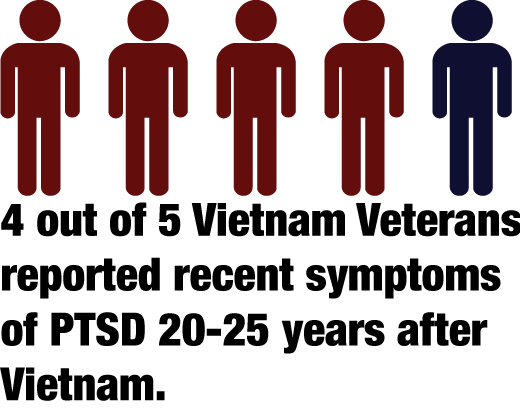 4 out of 5 Vietnam Veterans
reported recent symptoms
of PTSD 20-25 years after
Vietnam.